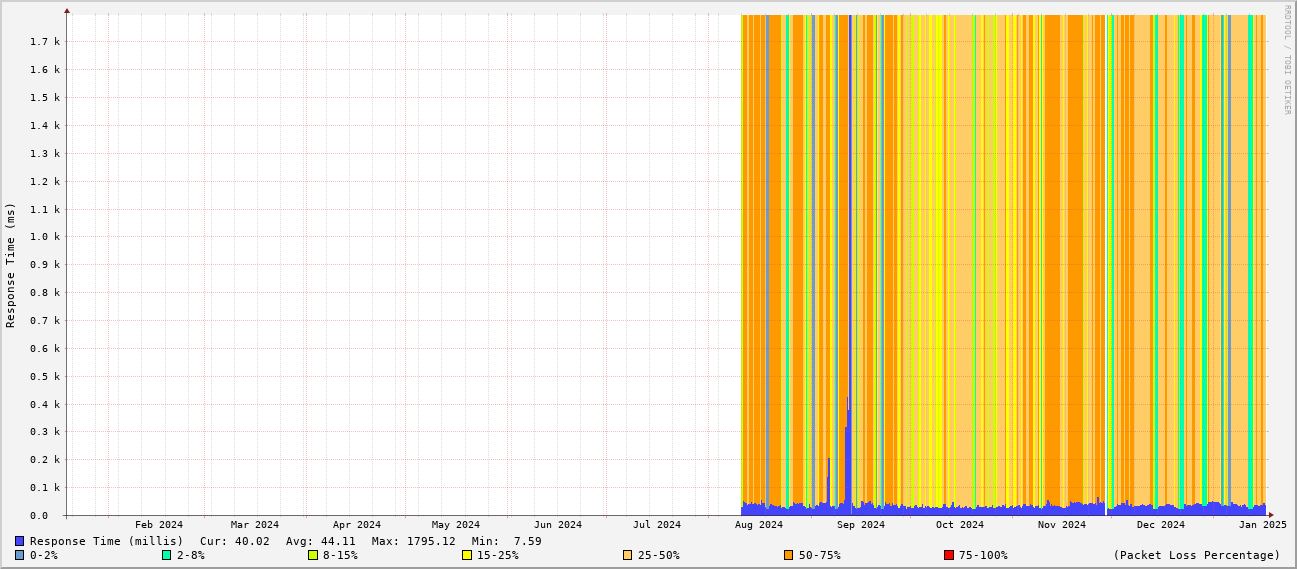 RRDTOOL / TOBI OETIKER
Response Time (ms)
1.7 k
1.6 k
1.5 k
1.4 k
1.3 k
1.2 k
1.1 k
1.0 k
0.9 k
0.8 k
0.7 k
0.6 k
0.5 k
0.4 k
0.3 k
0.2 k
0.1 k
0.0
Feb 2024 Mar 2024 Apr 2024 May 2024 Jun 2024 Jul 2024 Aug 2024 Sep 2024 Oct 2024 Nov 2024 Dec 2024 Jan 2025
Response Time (millis) Cur: 40.02 Avg: 44.11 Max: 1795.12 Min: 7.59
0-2% 2-8% 8-15% 15-25% 25-50% 50-75% 75-100% (Packet Loss Percentage)